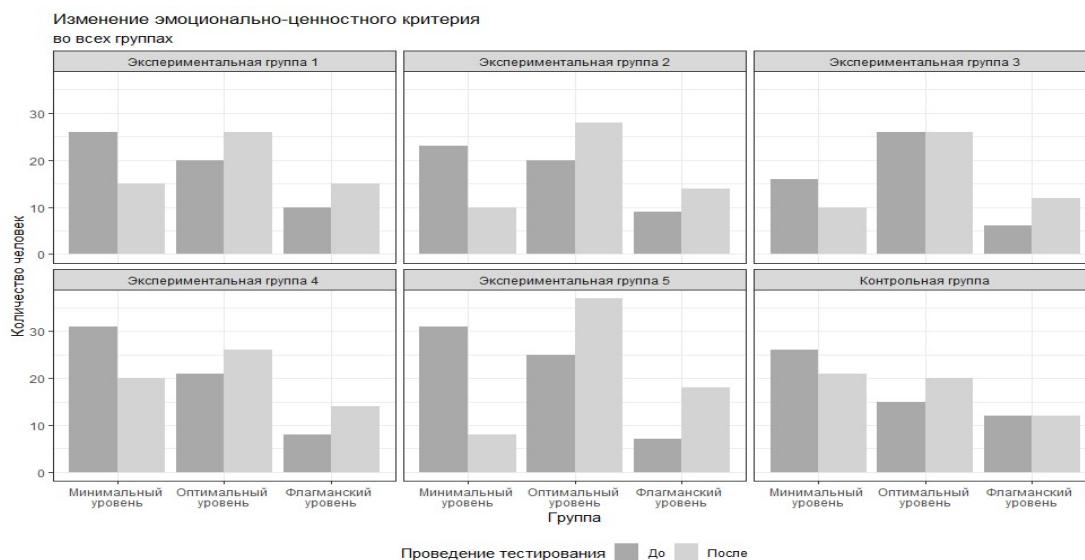 Изменение эмоционально-ценностного критерия
во всех группах
Экспериментальная группа 1
Экспериментальная группа 2
Экспериментальная группа 3
30
20
10
0
Экспериментальная группа 4
Экспериментальная группа 5
Контрольная группа
30
20
10
0
Количество человек
Минимальный
уровень
Оптимальный
уровень
Флагманский
уровень
Минимальный
уровень
Оптимальный
уровень
Флагманский
уровень
Минимальный
уровень
Оптимальный
уровень
Флагманский
уровень
Группа
Проведение тестирования До После